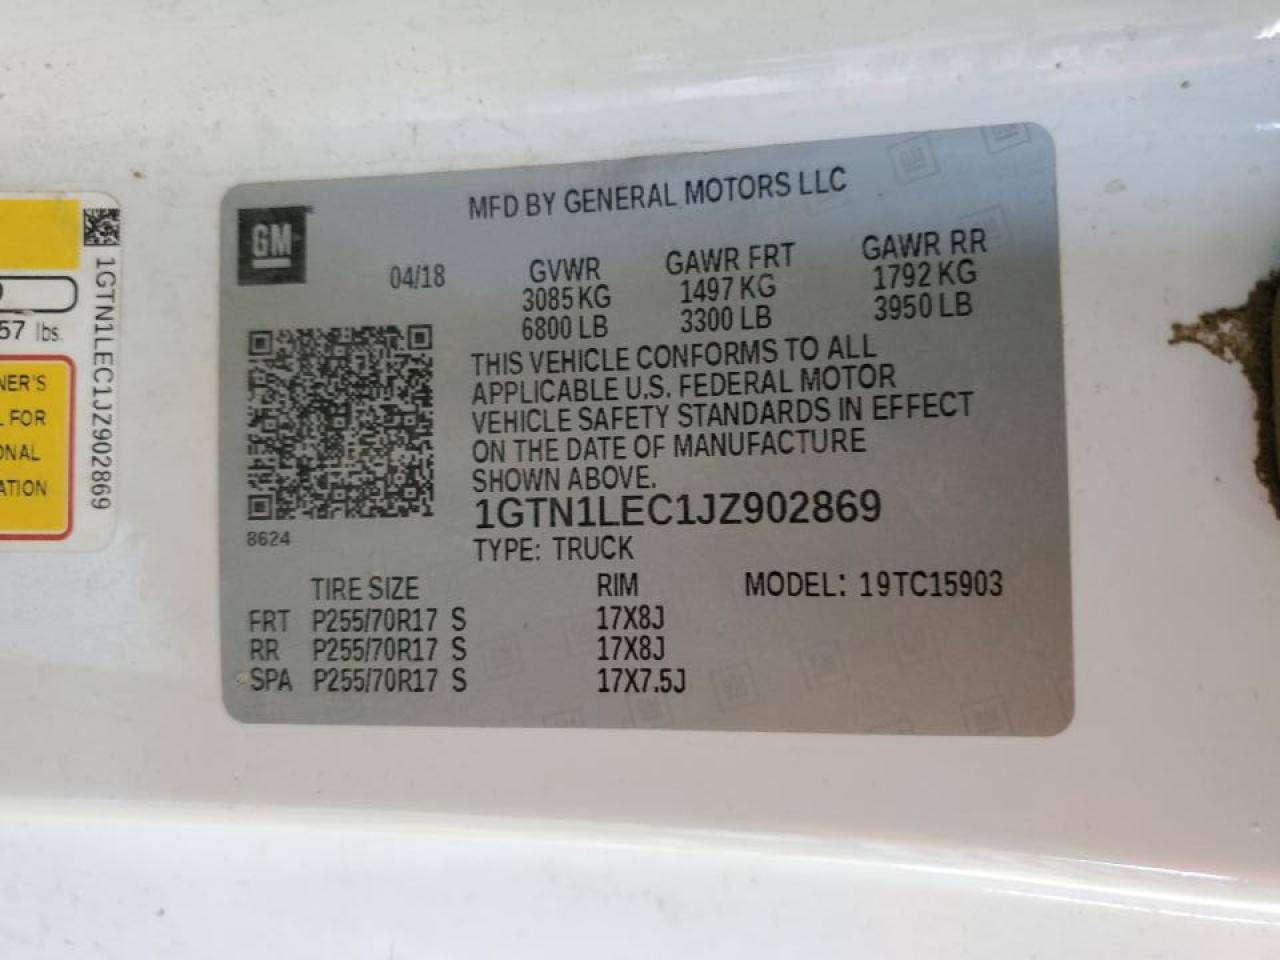 MFD BY GENERAL MOTORS LLC
GM
04/18
GVWR
3085 KG
6800 LB
GAWR FRT
1497 KG
3300 LB
GAWR RR
1792 KG
3950 LB
THIS VEHICLE CONFORMS TO ALL
APPLICABLE U.S. FEDERAL MOTOR
VEHICLE SAFETY STANDARDS IN EFFECT
ON THE DATE OF MANUFACTURE
SHOWN ABOVE.
1GTN1LEC1JZ902869
8624
TYPE: TRUCK
TIRE SIZE RIM MODEL: 19TC15903
FRT P255/70R17 S 17X8J
RR P255/70R17 S 17X8J
SPA P255/70R17 S 17X7.5J
1GTN1LEC1JZ902869
57 lbs.
NER'S
FOR
ONAL
ATION